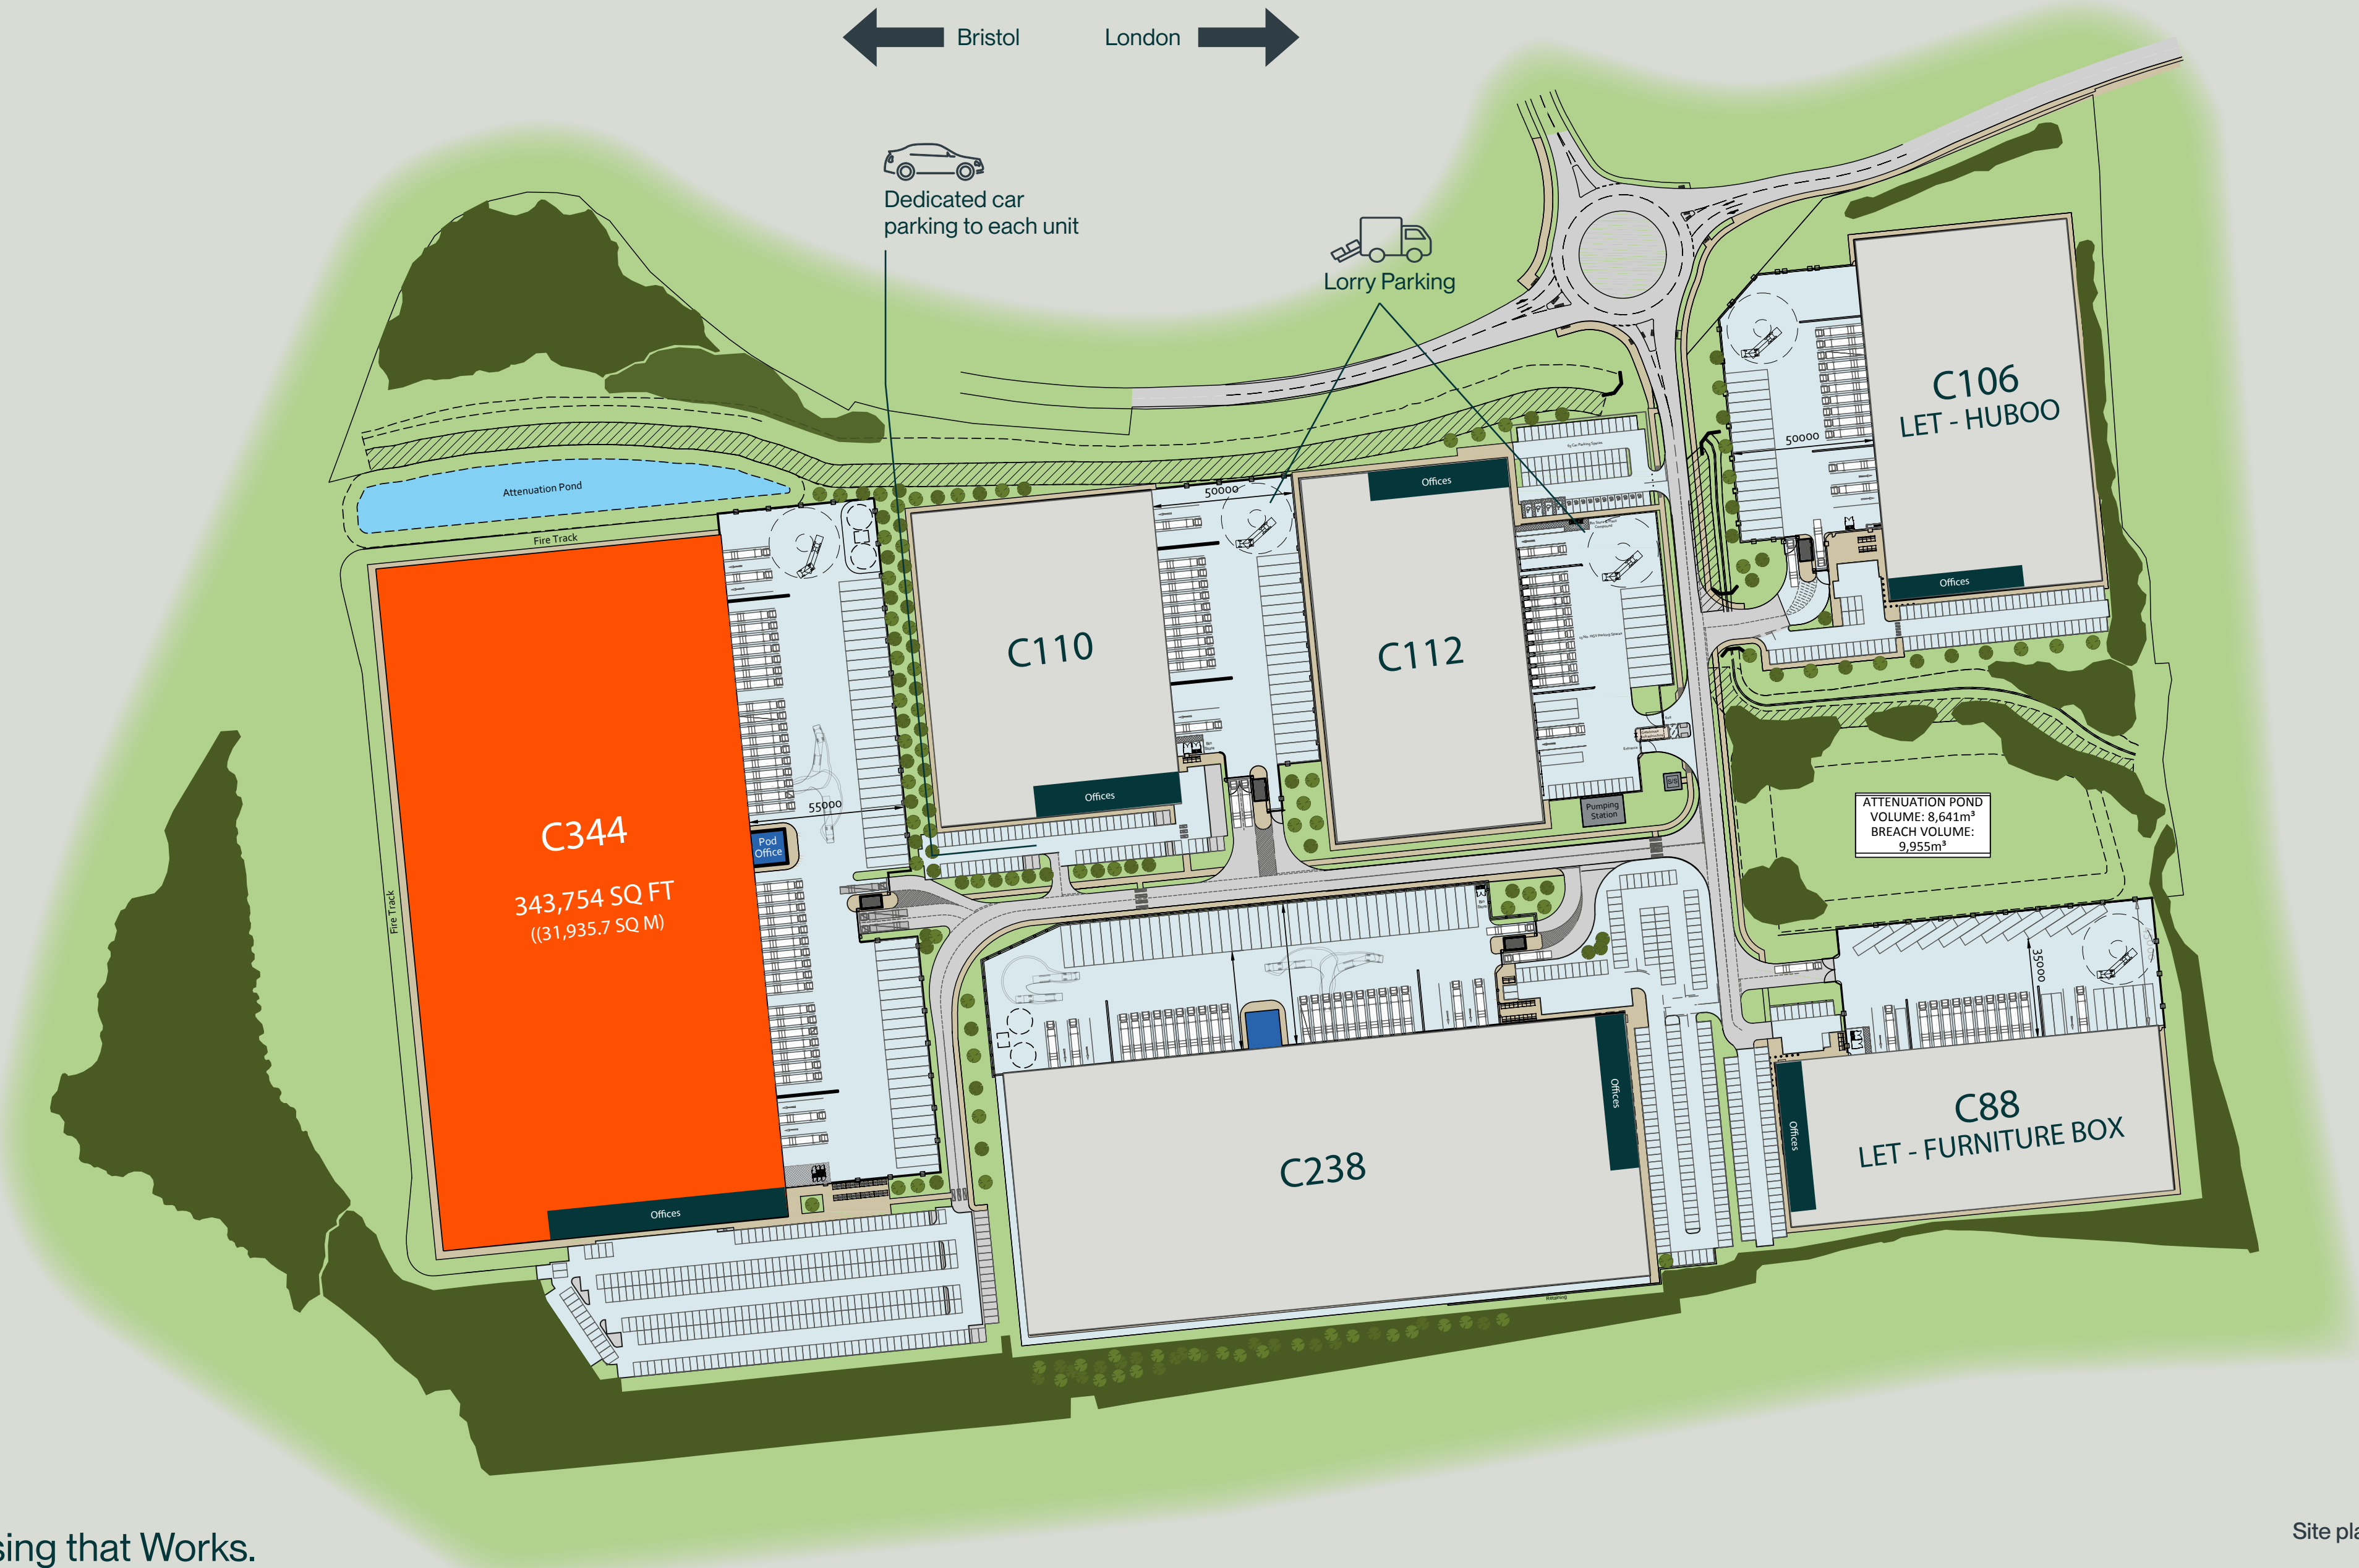 Bristol
London
Dedicated car
parking to each unit
Lorry Parking
C106
LET - HUBOO
50000
Offices
Attenuation Pond
Fire Track
50000
Offices
C110
C112
Offices
C344
343,754 SQ FT
((31,935.7 SQ M)
Fire Track
55000
Pod
Office
Pumping
Station
ATTENUATION POND
VOLUME: 8,641m³
BREACH VOLUME:
9,955m³
35000
C88
LET - FURNITURE BOX
Offices
C238
Offices
Offices
sing that Works.
Site pla